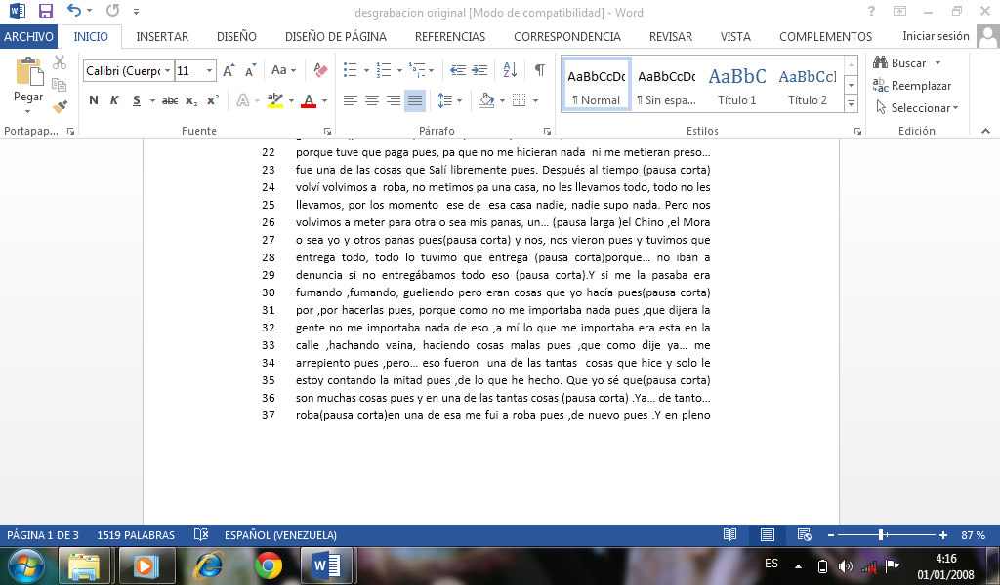 desgrabacion original [Modo de compatibilidad] - Word
ARCHIVO INICIO INSERTAR DISEÑO DISEÑO DE PÁGINA REFERENCIAS CORRESPONDENCIA REVISAR VISTA COMPLEMENTOS Iniciar sesión
Pegar
Calibri (Cuerpo 11
N K S abc x₂ x²
AaBbCcDc AaBbCcDc AaBbC AaBbCcI
¶ Normal ¶ Sin espa... Título 1 Título 2
Buscar
Reemplazar
Seleccionar
Portapap... Fuente Párrafo Estilos Edición
22 porque tuve que paga pues, pa que no me hicieran nada ni me metieran preso...
23 fue una de las cosas que Salí libremente pues. Después al tiempo (pausa corta)
24 volví volvimos a roba, no metimos pa una casa, no les llevamos todo, todo no les
25 llevamos, por los momento ese de esa casa nadie, nadie supo nada. Pero nos
26 volvimos a meter para otra o sea mis panas, un... (pausa larga )el Chino ,el Mora
27 o sea yo y otros panas pues(pausa corta) y nos, nos vieron pues y tuvimos que
28 entrega todo, todo lo tuvimo que entrega (pausa corta)porque... no iban a
29 denuncia si no entregábamos todo eso (pausa corta).Y si me la pasaba era
30 fumando ,fumando, gueliendo pero eran cosas que yo hacía pues(pausa corta)
31 por ,por hacerlas pues, porque como no me importaba nada pues ,que dijera la
32 gente no me importaba nada de eso ,a mí lo que me importaba era esta en la
33 calle ,hachando vaina, haciendo cosas malas pues ,que como dije ya... me
34 arrepiento pues ,pero... eso fueron una de las tantas cosas que hice y solo le
35 estoy contando la mitad pues ,de lo que he hecho. Que yo sé que(pausa corta)
36 son muchas cosas pues y en una de las tantas cosas (pausa corta) .Ya... de tanto...
37 roba(pausa corta)en una de esa me fui a roba pues ,de nuevo pues .Y en pleno
PÁGINA 1 DE 3 1519 PALABRAS ESPAÑOL (VENEZUELA) 87 %
ES 4:16
01/01/2008